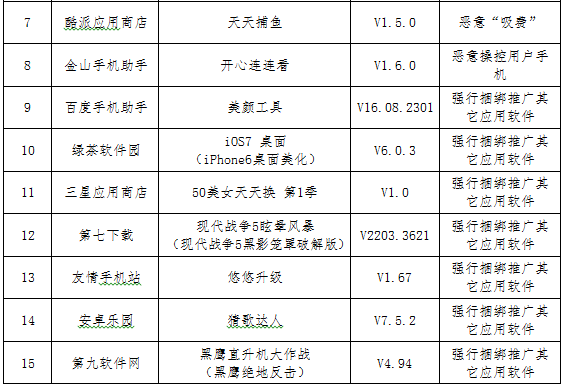 7 酷派应用商店 天天捕鱼 V1.5.0 恶意“吸费”
8 金山手机助手 开心连连看 V1.6.0 恶意操控用户手
机
9 百度手机助手 美颜工具 V16.08.2301 强行捆绑推广其
它应用软件
10 绿茶软件园 iOS7 桌面
（iPhone6桌面美化） V6.0.3 强行捆绑推广其
它应用软件
11 三星应用商店 50美女天天换 第1季 V1.0 强行捆绑推广其
它应用软件
12 第七下载 现代战争5眩晕风暴
（现代战争5黑影笼罩破解版） V2203.3621 强行捆绑推广其
它应用软件
13 友情手机站 悠悠升级 V1.67 强行捆绑推广其
它应用软件
14 安卓乐园 猜歌达人 V7.5.2 强行捆绑推广其
它应用软件
15 第九软件网 黑鹰直升机大作战
（黑鹰绝地反击） V4.94 强行捆绑推广其
它应用软件